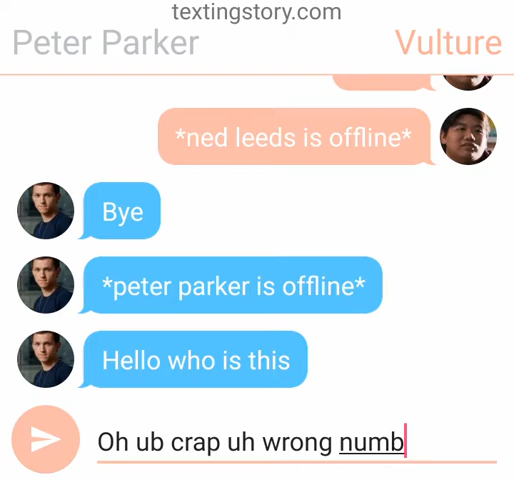 textingstory.com
Peter Parker
Vulture
*ned leeds is offline*
Bye
*peter parker is offline*
Hello who is this
Oh ub crap uh wrong numb